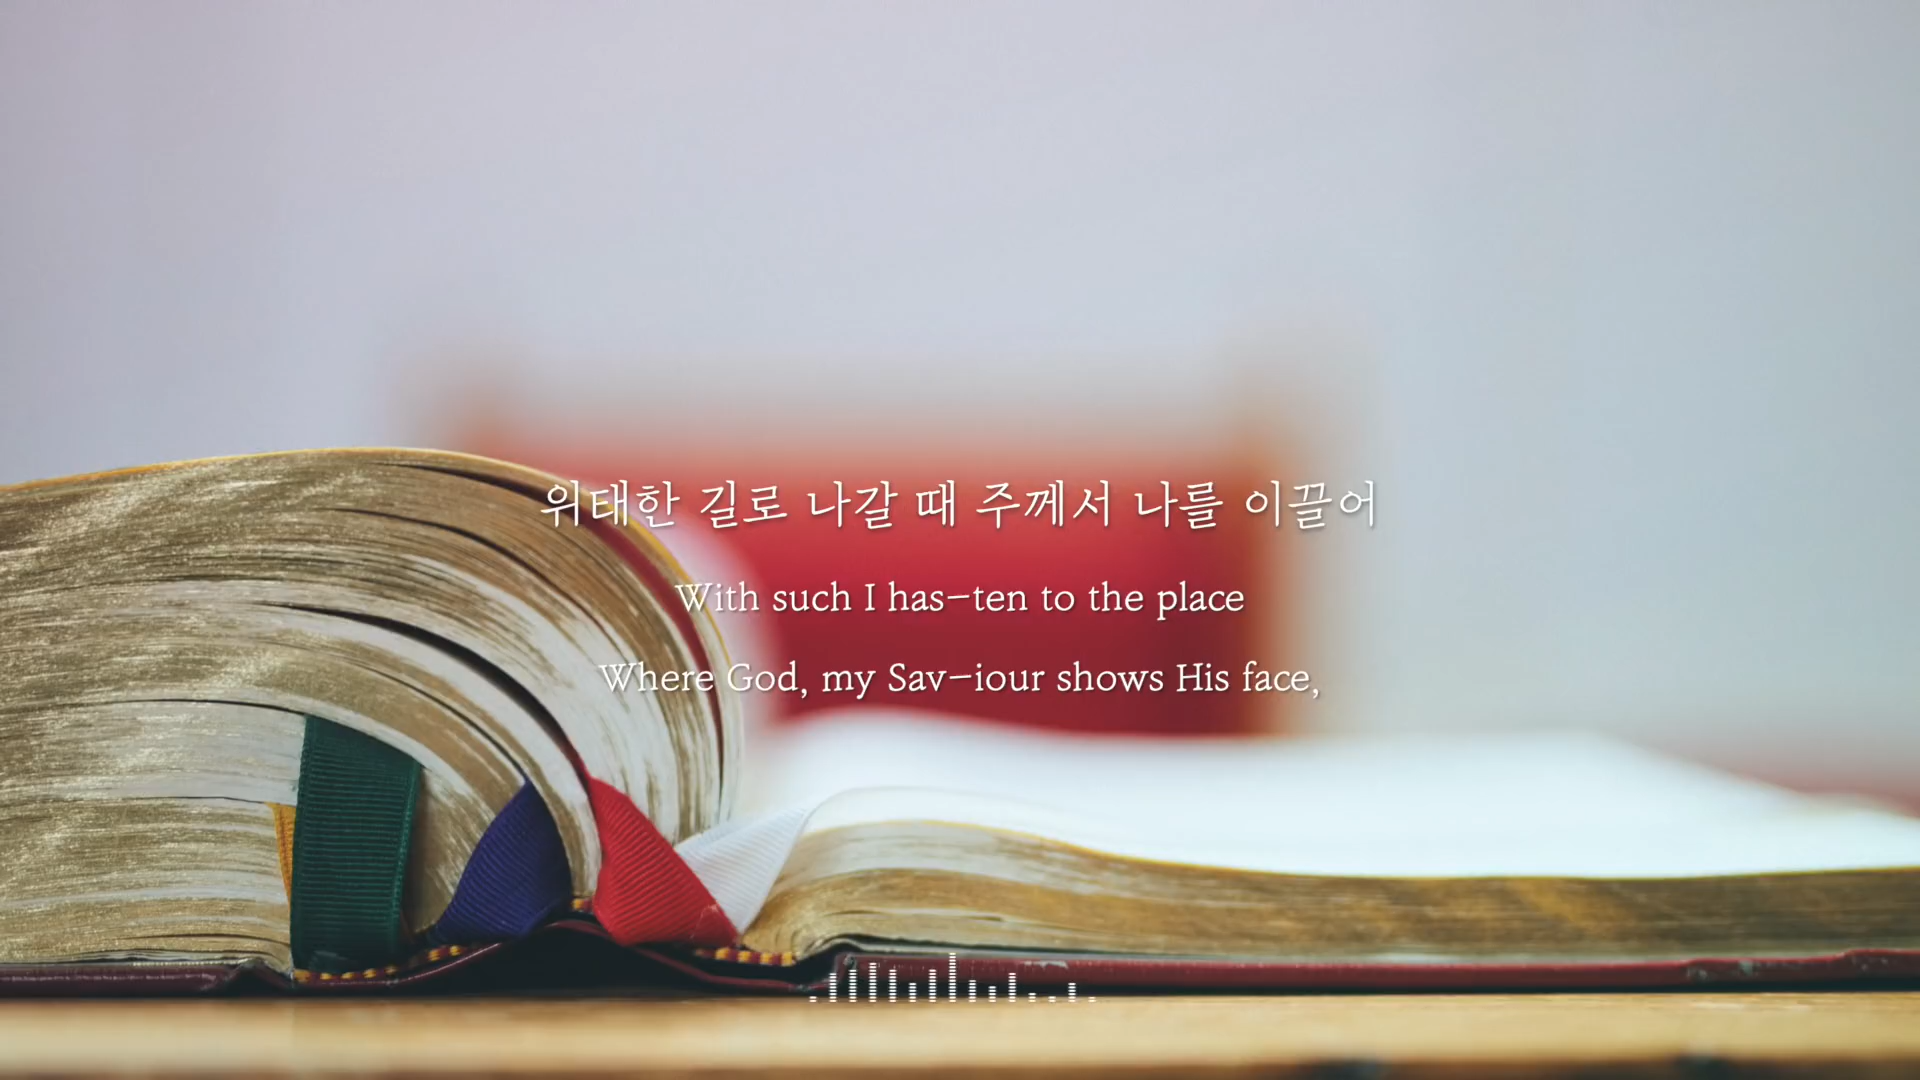 위태한 길로 나갈 때 주께서 나를 이끌어
With such I has-ten to the place
Where God, my Sav-iour shows His face,